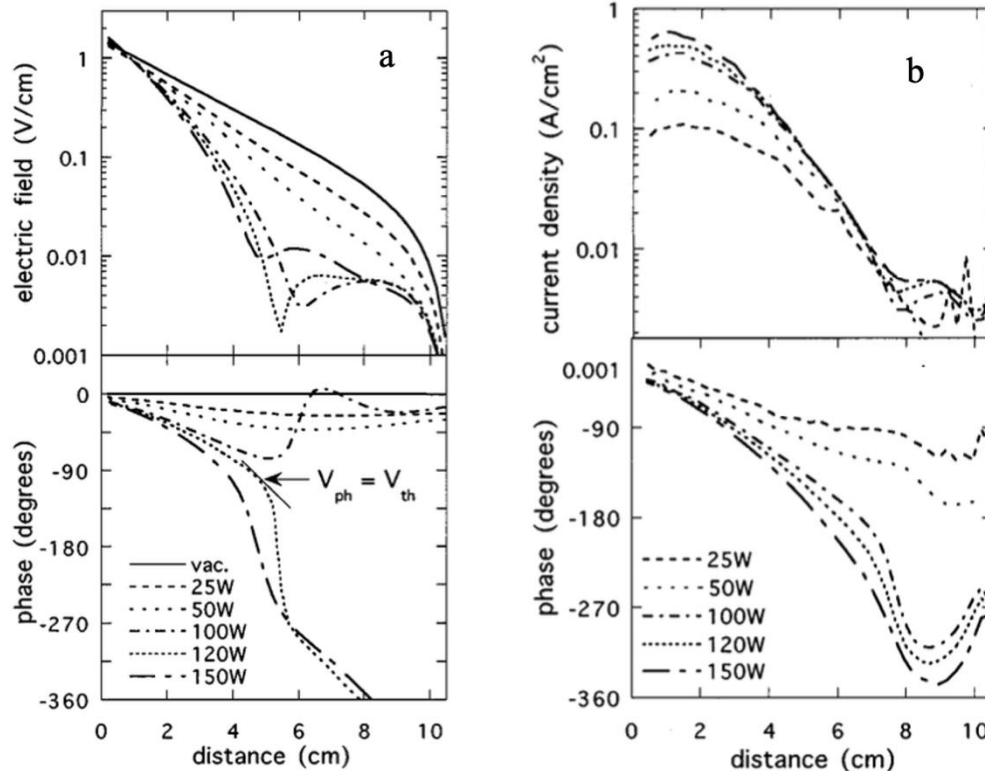 a
electric field (V/cm)
1
0.1
0.01
0.001
phase (degrees)
0
-90
-180
-270
-360
V_ph = V_th
vac.
25W
50W
100W
120W
150W
0 2 4 6 8 10
distance (cm)
b
current density (A/cm²)
1
0.1
0.01
0.001
phase (degrees)
-90
-180
-270
-360
25W
50W
100W
120W
150W
0 2 4 6 8 10
distance (cm)